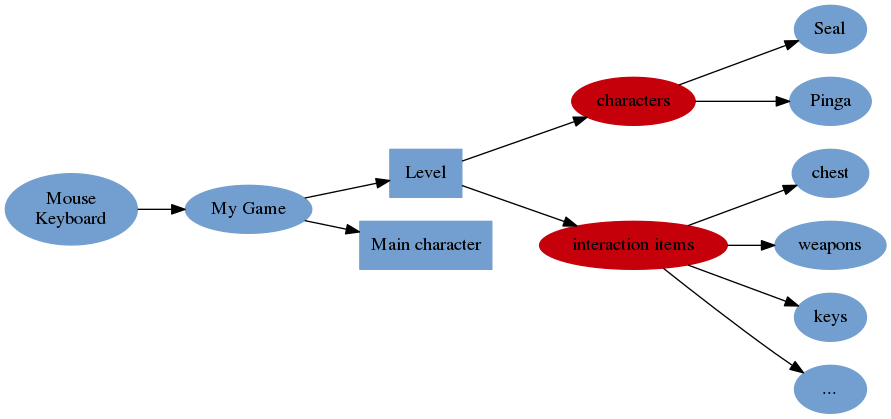 Mouse
Keyboard
My Game
Level
Main character
characters
interaction items
Seal
Pinga
chest
weapons
keys
...